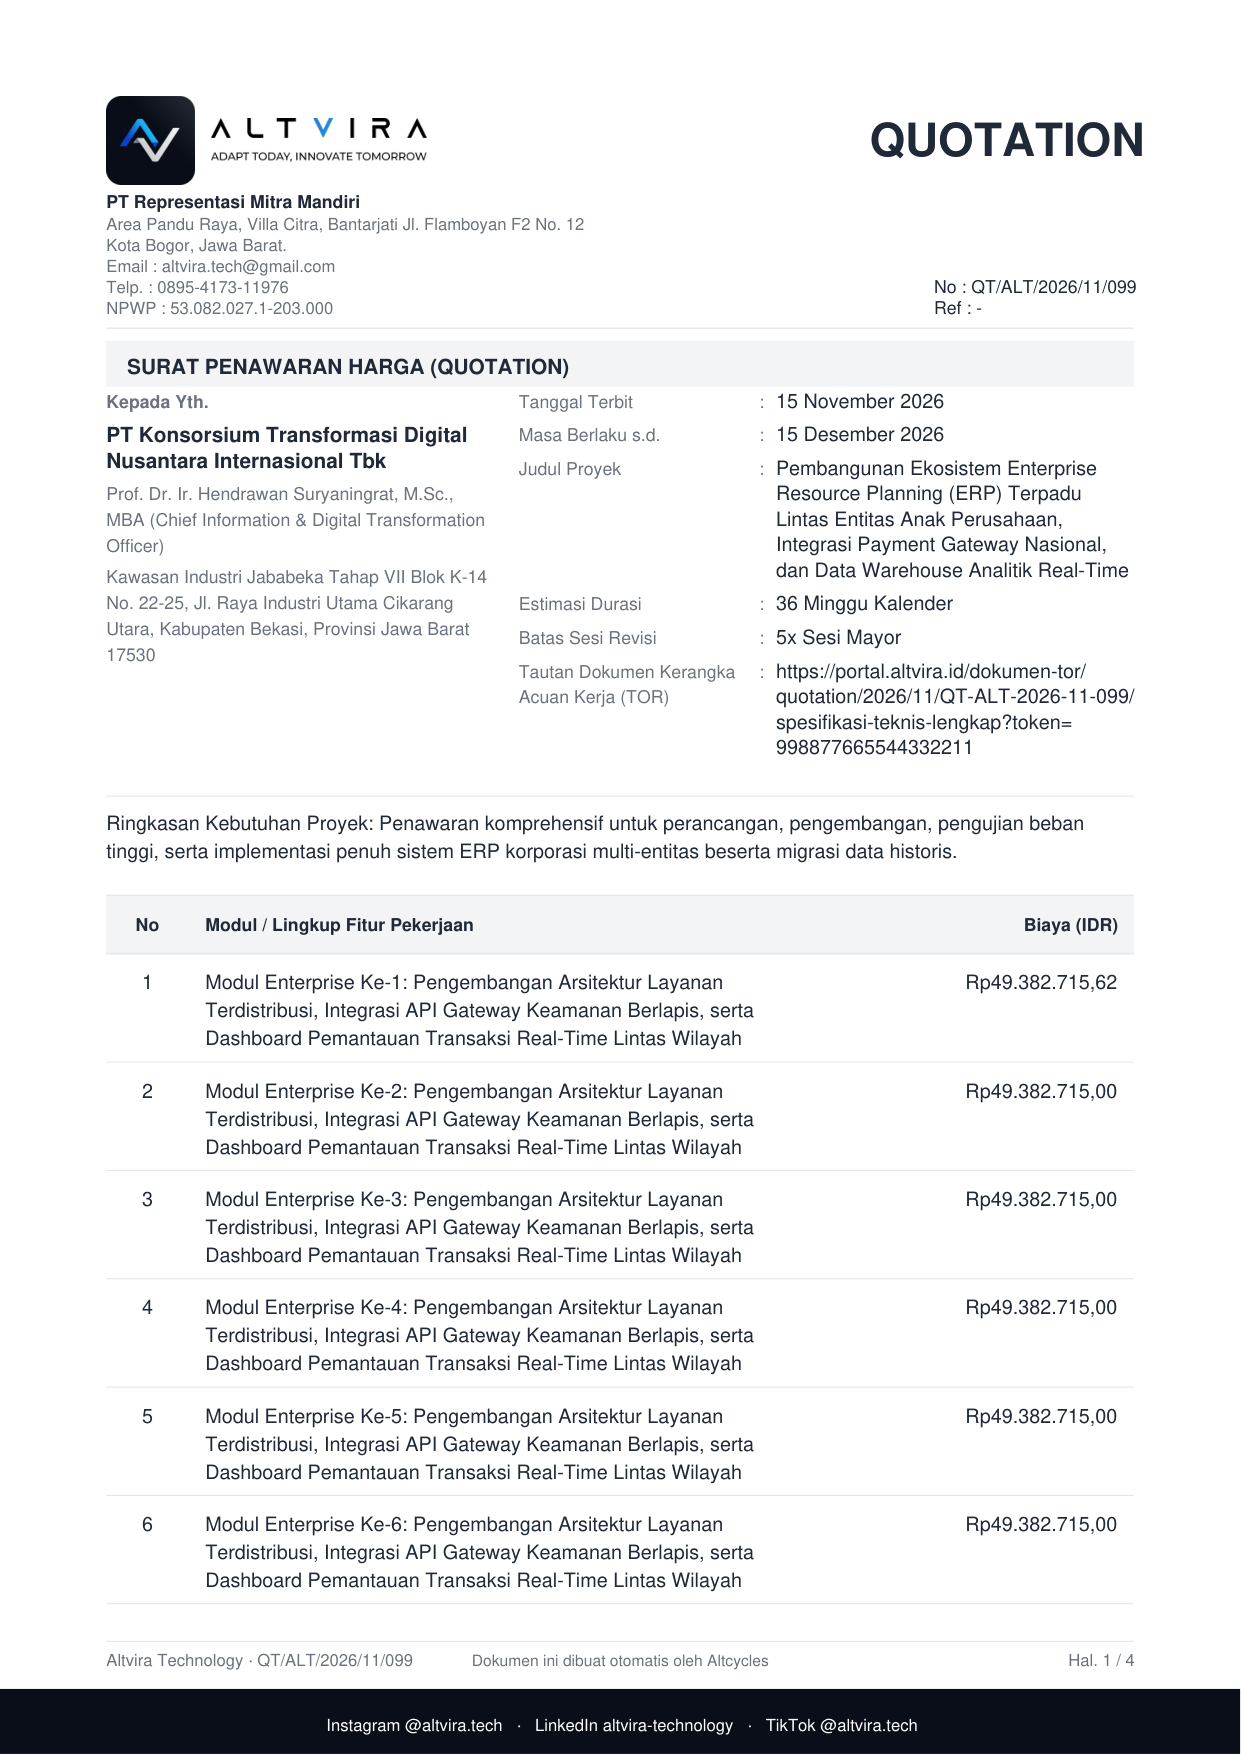 ALTVIRA
ADAPT TODAY, INNOVATE TOMORROW
QUOTATION
PT Representasi Mitra Mandiri
Area Pandu Raya, Villa Citra, Bantarjati Jl. Flamboyan F2 No. 12
Kota Bogor, Jawa Barat.
Email : altvira.tech@gmail.com
Telp. : 0895-4173-11976
NPWP : 53.082.027.1-203.000
No : QT/ALT/2026/11/099
Ref : -
SURAT PENAWARAN HARGA (QUOTATION)
Kepada Yth.
PT Konsorsium Transformasi Digital
Nusantara Internasional Tbk
Prof. Dr. Ir. Hendrawan Suryaningrat, M.Sc.,
MBA (Chief Information & Digital Transformation
Officer)
Kawasan Industri Jababeka Tahap VII Blok K-14
No. 22-25, Jl. Raya Industri Utama Cikarang
Utara, Kabupaten Bekasi, Provinsi Jawa Barat
17530
Tanggal Terbit : 15 November 2026
Masa Berlaku s.d. : 15 Desember 2026
Judul Proyek : Pembangunan Ekosistem Enterprise
Resource Planning (ERP) Terpadu
Lintas Entitas Anak Perusahaan,
Integrasi Payment Gateway Nasional,
dan Data Warehouse Analitik Real-Time
Estimasi Durasi : 36 Minggu Kalender
Batas Sesi Revisi : 5x Sesi Mayor
Tautan Dokumen Kerangka : https://portal.altvira.id/dokumen-tor/
Acuan Kerja (TOR) quotation/2026/11/QT-ALT-2026-11-099/
spesifikasi-teknis-lengkap?token=
998877665544332211
Ringkasan Kebutuhan Proyek: Penawaran komprehensif untuk perancangan, pengembangan, pengujian beban
tinggi, serta implementasi penuh sistem ERP korporasi multi-entitas beserta migrasi data historis.
No Modul / Lingkup Fitur Pekerjaan Biaya (IDR)
1 Modul Enterprise Ke-1: Pengembangan Arsitektur Layanan Rp49.382.715,62
Terdistribusi, Integrasi API Gateway Keamanan Berlapis, serta
Dashboard Pemantauan Transaksi Real-Time Lintas Wilayah
2 Modul Enterprise Ke-2: Pengembangan Arsitektur Layanan Rp49.382.715,00
Terdistribusi, Integrasi API Gateway Keamanan Berlapis, serta
Dashboard Pemantauan Transaksi Real-Time Lintas Wilayah
3 Modul Enterprise Ke-3: Pengembangan Arsitektur Layanan Rp49.382.715,00
Terdistribusi, Integrasi API Gateway Keamanan Berlapis, serta
Dashboard Pemantauan Transaksi Real-Time Lintas Wilayah
4 Modul Enterprise Ke-4: Pengembangan Arsitektur Layanan Rp49.382.715,00
Terdistribusi, Integrasi API Gateway Keamanan Berlapis, serta
Dashboard Pemantauan Transaksi Real-Time Lintas Wilayah
5 Modul Enterprise Ke-5: Pengembangan Arsitektur Layanan Rp49.382.715,00
Terdistribusi, Integrasi API Gateway Keamanan Berlapis, serta
Dashboard Pemantauan Transaksi Real-Time Lintas Wilayah
6 Modul Enterprise Ke-6: Pengembangan Arsitektur Layanan Rp49.382.715,00
Terdistribusi, Integrasi API Gateway Keamanan Berlapis, serta
Dashboard Pemantauan Transaksi Real-Time Lintas Wilayah
Altvira Technology · QT/ALT/2026/11/099 Dokumen ini dibuat otomatis oleh Altcycles Hal. 1 / 4
Instagram @altvira.tech · LinkedIn altvira-technology · TikTok @altvira.tech